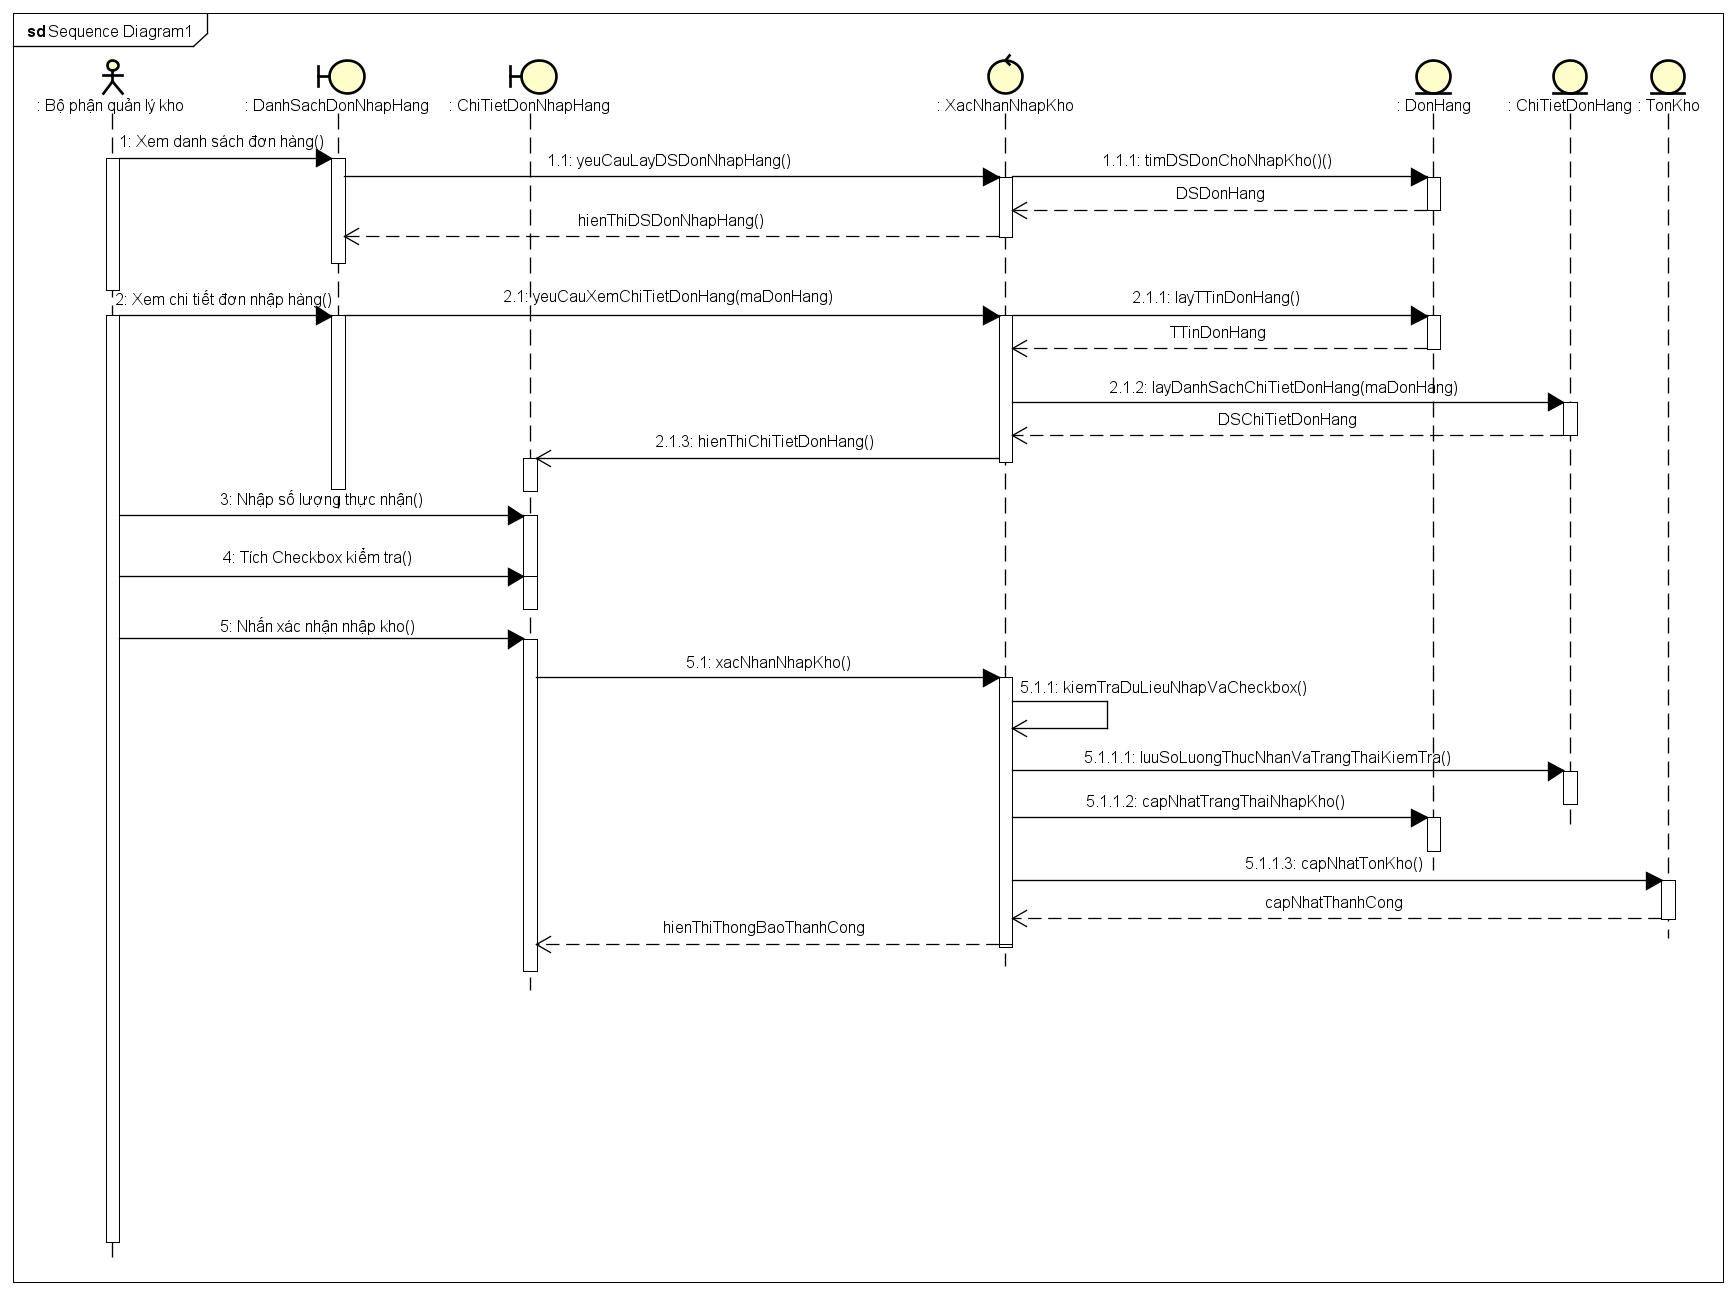 sd Sequence Diagram1
: Bộ phận quản lý kho
: DanhSachDonNhapHang
: ChiTietDonNhapHang
: XacNhanNhapKho
: DonHang
: ChiTietDonHang
: TonKho
1: Xem danh sách đơn hàng()
1.1: yeuCauLayDSDonNhapHang()
1.1.1: timDSDonChoNhapKho()()
DSDonHang
hienThiDSDonNhapHang()
2: Xem chi tiết đơn nhập hàng()
2.1: yeuCauXemChiTietDonHang(maDonHang)
2.1.1: layTTinDonHang()
TTinDonHang
2.1.2: layDanhSachChiTietDonHang(maDonHang)
DSChiTietDonHang
2.1.3: hienThiChiTietDonHang()
3: Nhập số lượng thực nhận()
4: Tích Checkbox kiểm tra()
5: Nhấn xác nhận nhập kho()
5.1: xacNhanNhapKho()
5.1.1: kiemTraDuLieuNhapVaCheckbox()
5.1.1.1: luuSoLuongThucNhanVaTrangThaiKiemTra()
5.1.1.2: capNhatTrangThaiNhapKho()
5.1.1.3: capNhatTonKho()
capNhatThanhCong
hienThiThongBaoThanhCong